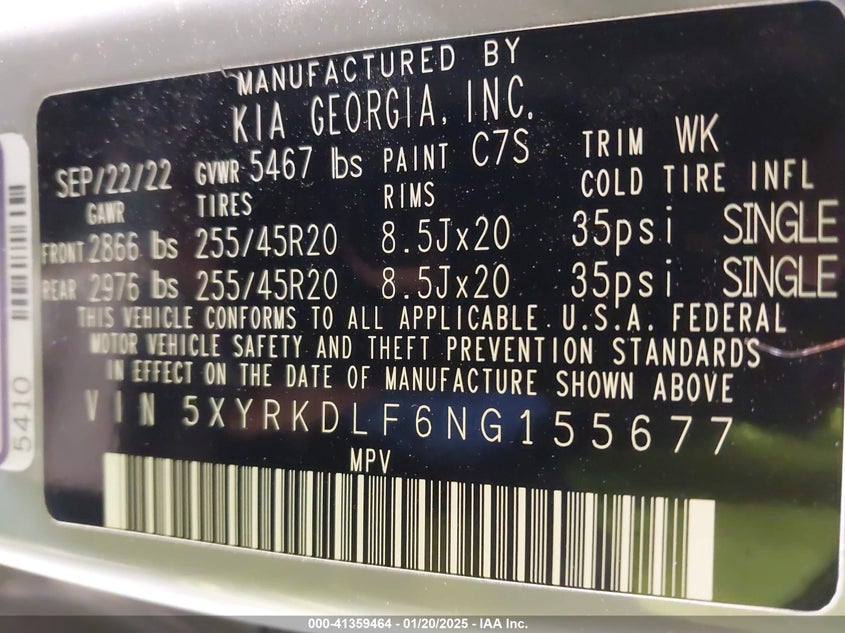 MANUFACTURED BY
KIA GEORGIA, INC.
SEP/22/22 GVWR 5467 lbs PAINT C7S TRIM WK
GAWR TIRES RIMS COLD TIRE INFL
FRONT 2866 lbs 255/45R20 8.5Jx20 35psi SINGLE
REAR 2976 lbs 255/45R20 8.5Jx20 35psi SINGLE
THIS VEHICLE CONFORMS TO ALL APPLICABLE U.S.A. FEDERAL
MOTOR VEHICLE SAFETY AND THEFT PREVENTION STANDARDS
IN EFFECT ON THE DATE OF MANUFACTURE SHOWN ABOVE
VIN 5XYRKDLF6NG155677
MPV
5410
000-41359464 - 01/20/2025 - IAA Inc.